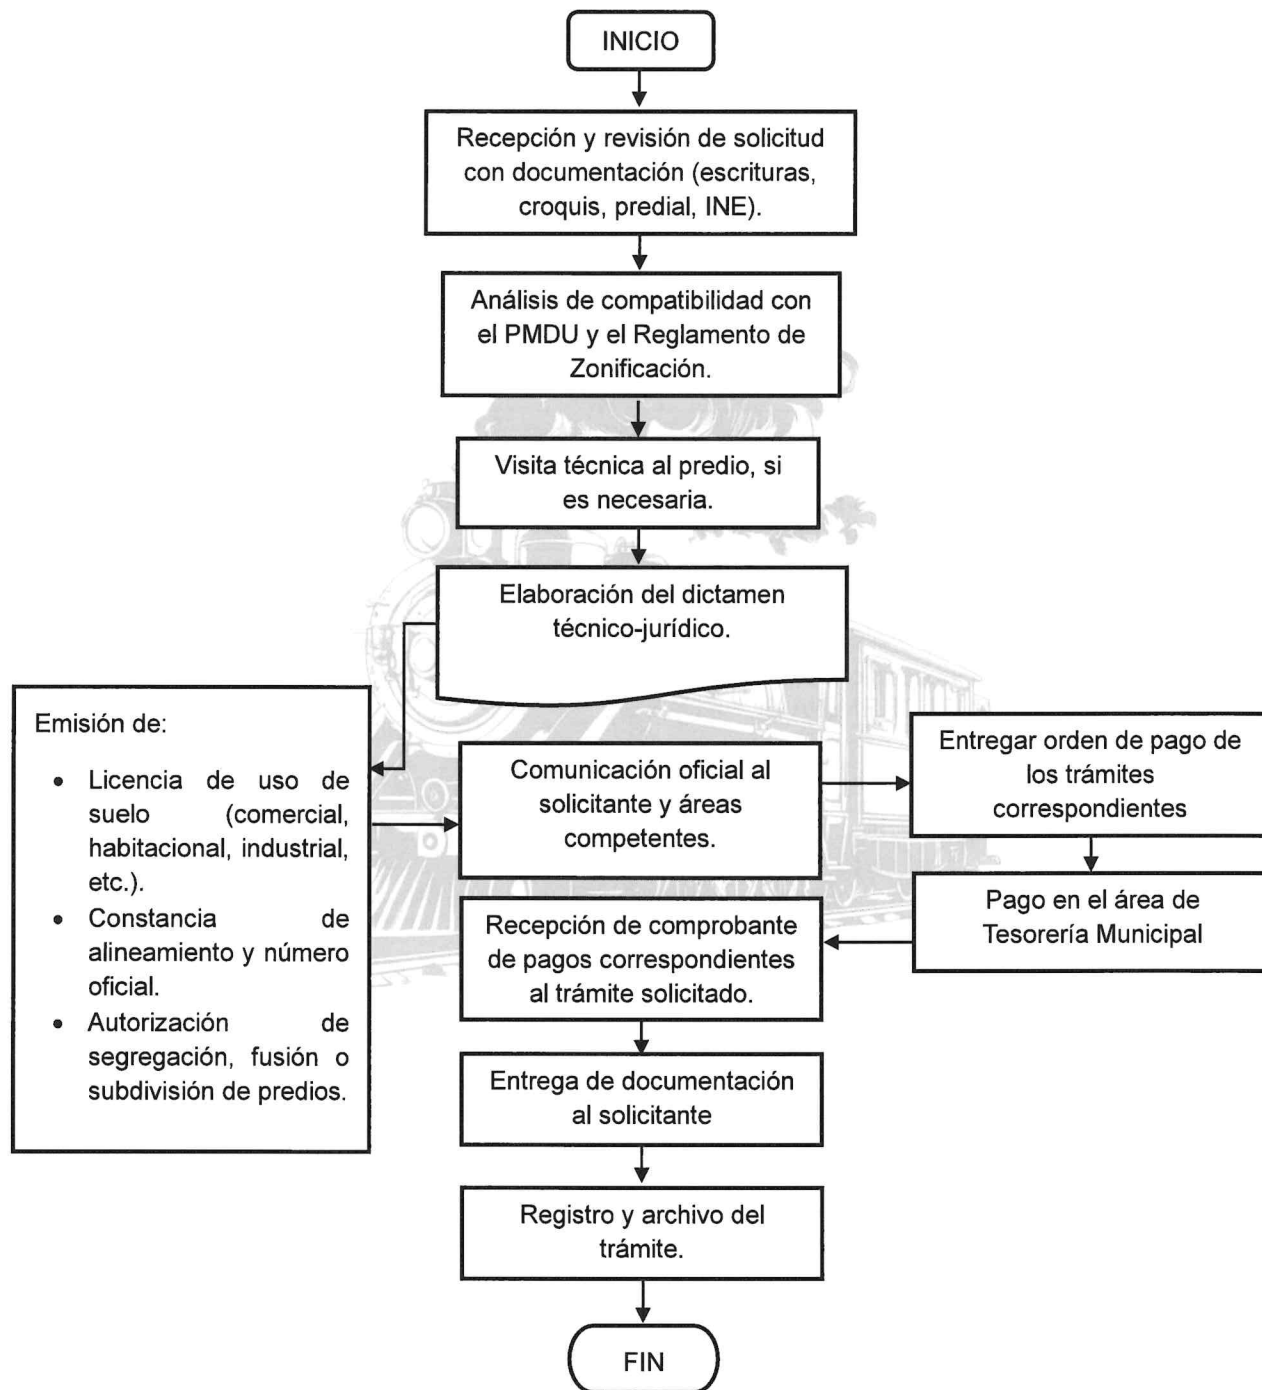 INICIO
Recepción y revisión de solicitud
con documentación (escrituras,
croquis, predial, INE).
Análisis de compatibilidad con
el PMDU y el Reglamento de
Zonificación.
Visita técnica al predio, si
es necesaria.
Elaboración del dictamen
técnico-jurídico.
Emisión de:
• Licencia de uso de
suelo (comercial,
habitacional, industrial,
etc.).
• Constancia de
alineamiento y número
oficial.
• Autorización de
segregación, fusión o
subdivisión de predios.
Comunicación oficial al
solicitante y áreas
competentes.
Entregar orden de pago de
los trámites
correspondientes
Pago en el área de
Tesorería Municipal
Recepción de comprobante
de pagos correspondientes
al trámite solicitado.
Entrega de documentación
al solicitante
Registro y archivo del
trámite.
FIN